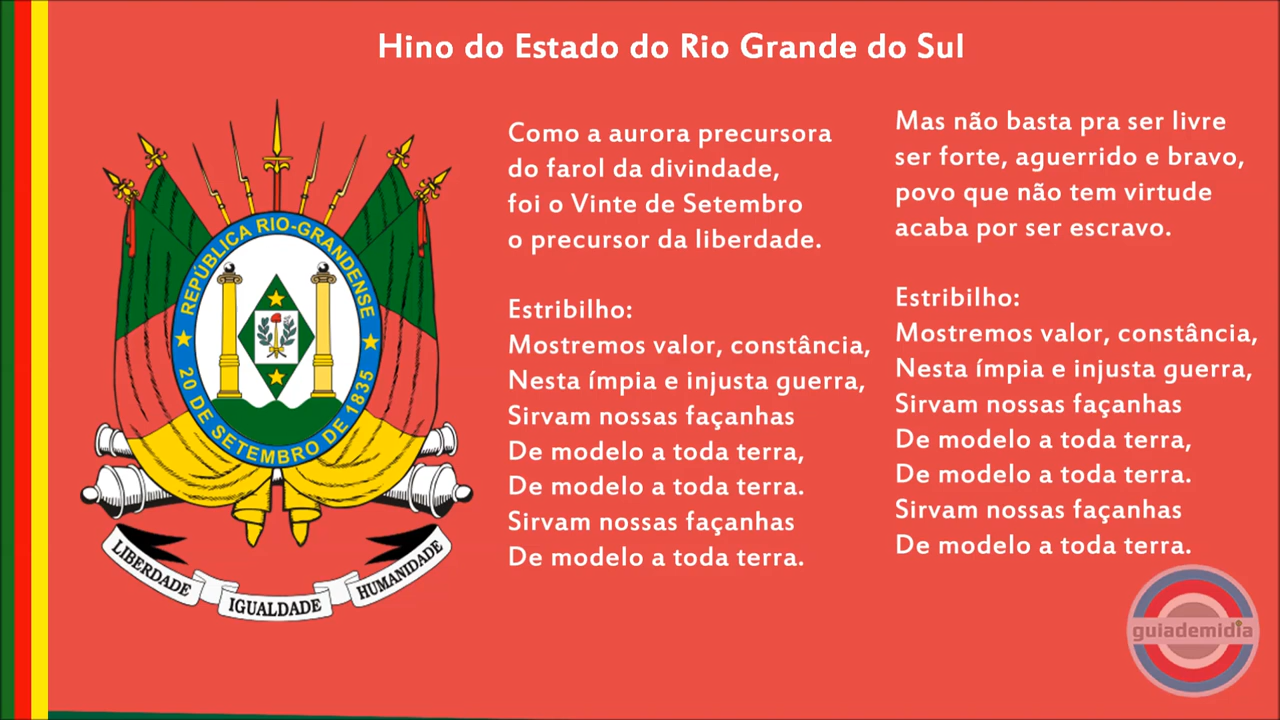 Hino do Estado do Rio Grande do Sul
REPÚBLICA RIO-GRANDENSE
20 DE SETEMBRO DE 1835
LIBERDADE
IGUALDADE
HUMANIDADE
Como a aurora precursora
do farol da divindade,
foi o Vinte de Setembro
o precursor da liberdade.
Estribilho:
Mostremos valor, constância,
Nesta ímpia e injusta guerra,
Sirvam nossas façanhas
De modelo a toda terra,
De modelo a toda terra.
Sirvam nossas façanhas
De modelo a toda terra.
Mas não basta pra ser livre
ser forte, aguerrido e bravo,
povo que não tem virtude
acaba por ser escravo.
Estribilho:
Mostremos valor, constância,
Nesta ímpia e injusta guerra,
Sirvam nossas façanhas
De modelo a toda terra,
De modelo a toda terra.
Sirvam nossas façanhas
De modelo a toda terra.
guiademidia